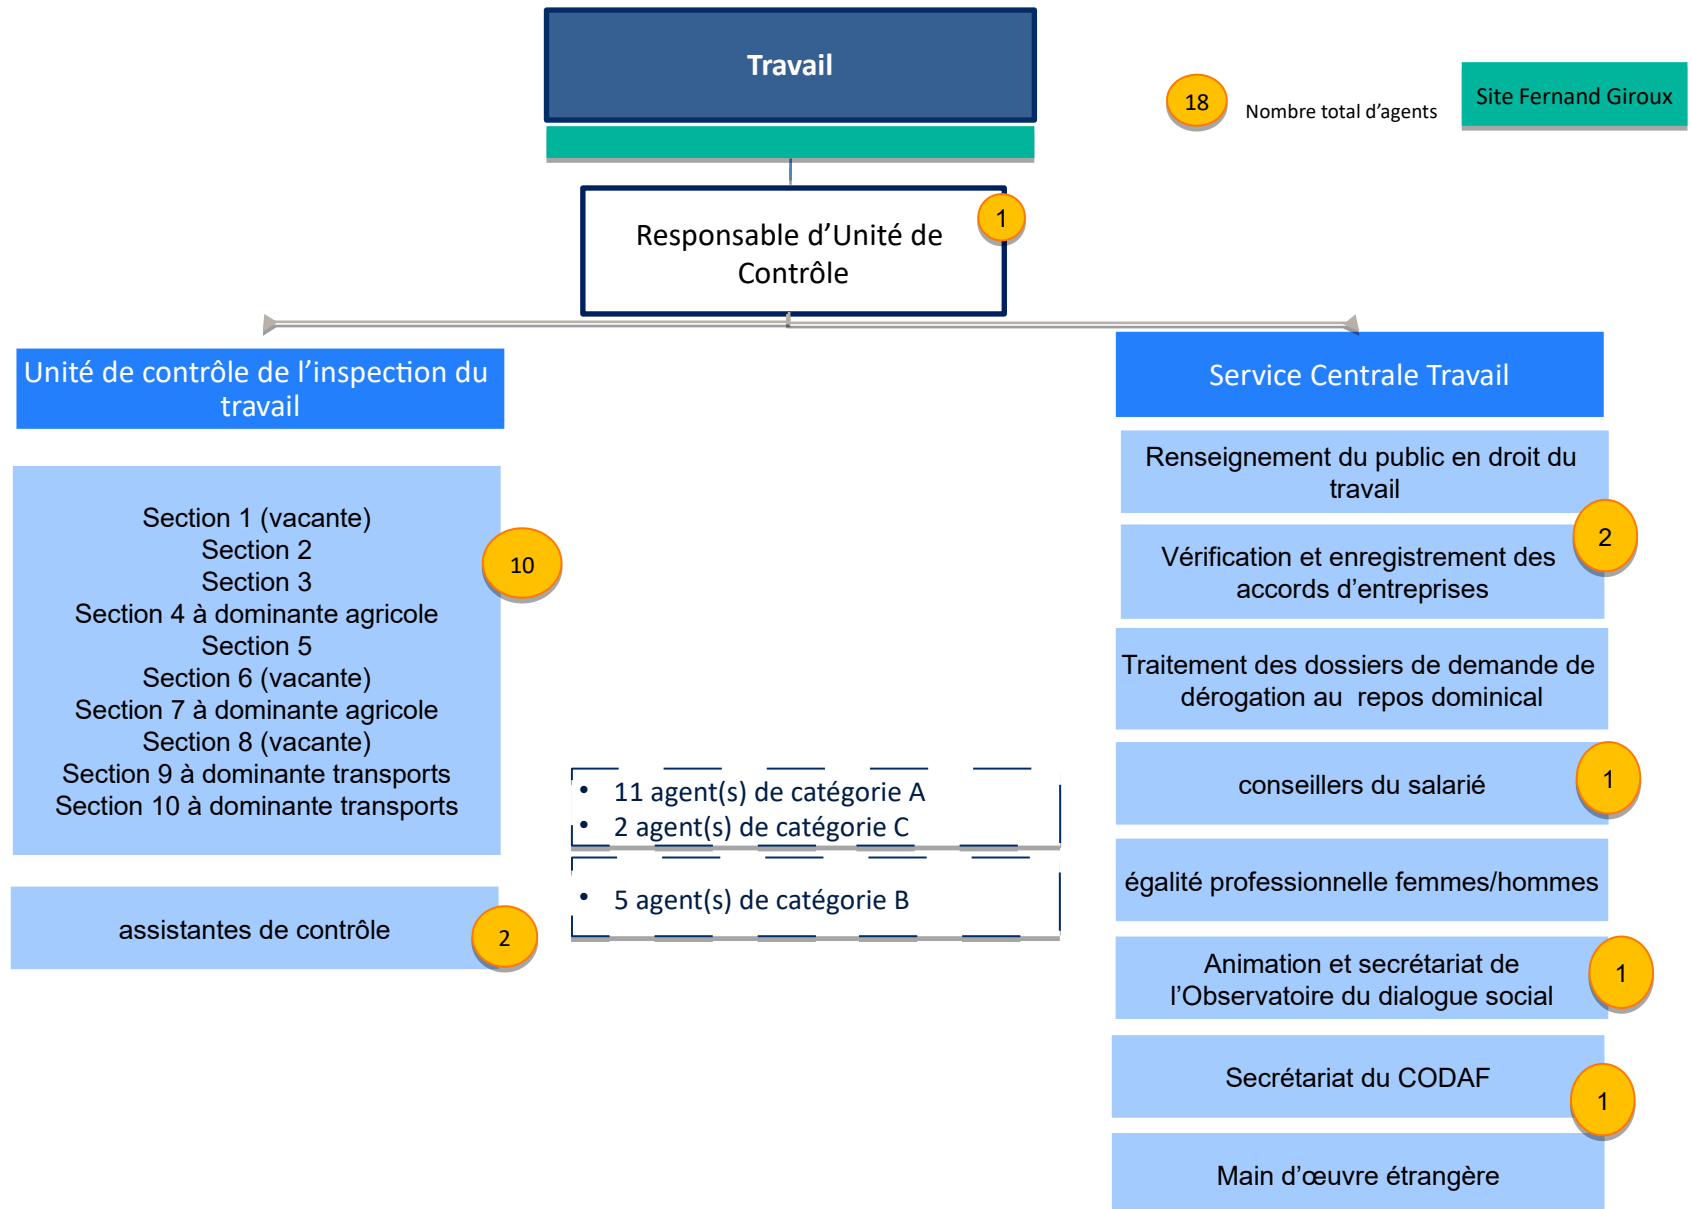 Travail
18
Nombre total d’agents
Site Fernand Giroux
1
Responsable d’Unité de
Contrôle
Unité de contrôle de l’inspection du
travail
Section 1 (vacante)
Section 2
Section 3
Section 4 à dominante agricole
Section 5
Section 6 (vacante)
Section 7 à dominante agricole
Section 8 (vacante)
Section 9 à dominante transports
Section 10 à dominante transports
10
assistantes de contrôle
2
• 11 agent(s) de catégorie A
• 2 agent(s) de catégorie C
• 5 agent(s) de catégorie B
Service Centrale Travail
Renseignement du public en droit du
travail
2
Vérification et enregistrement des
accords d’entreprises
Traitement des dossiers de demande de
dérogation au  repos dominical
conseillers du salarié
1
égalité professionnelle femmes/hommes
Animation et secrétariat de
l’Observatoire du dialogue social
1
Secrétariat du CODAF
1
Main d’œuvre étrangère